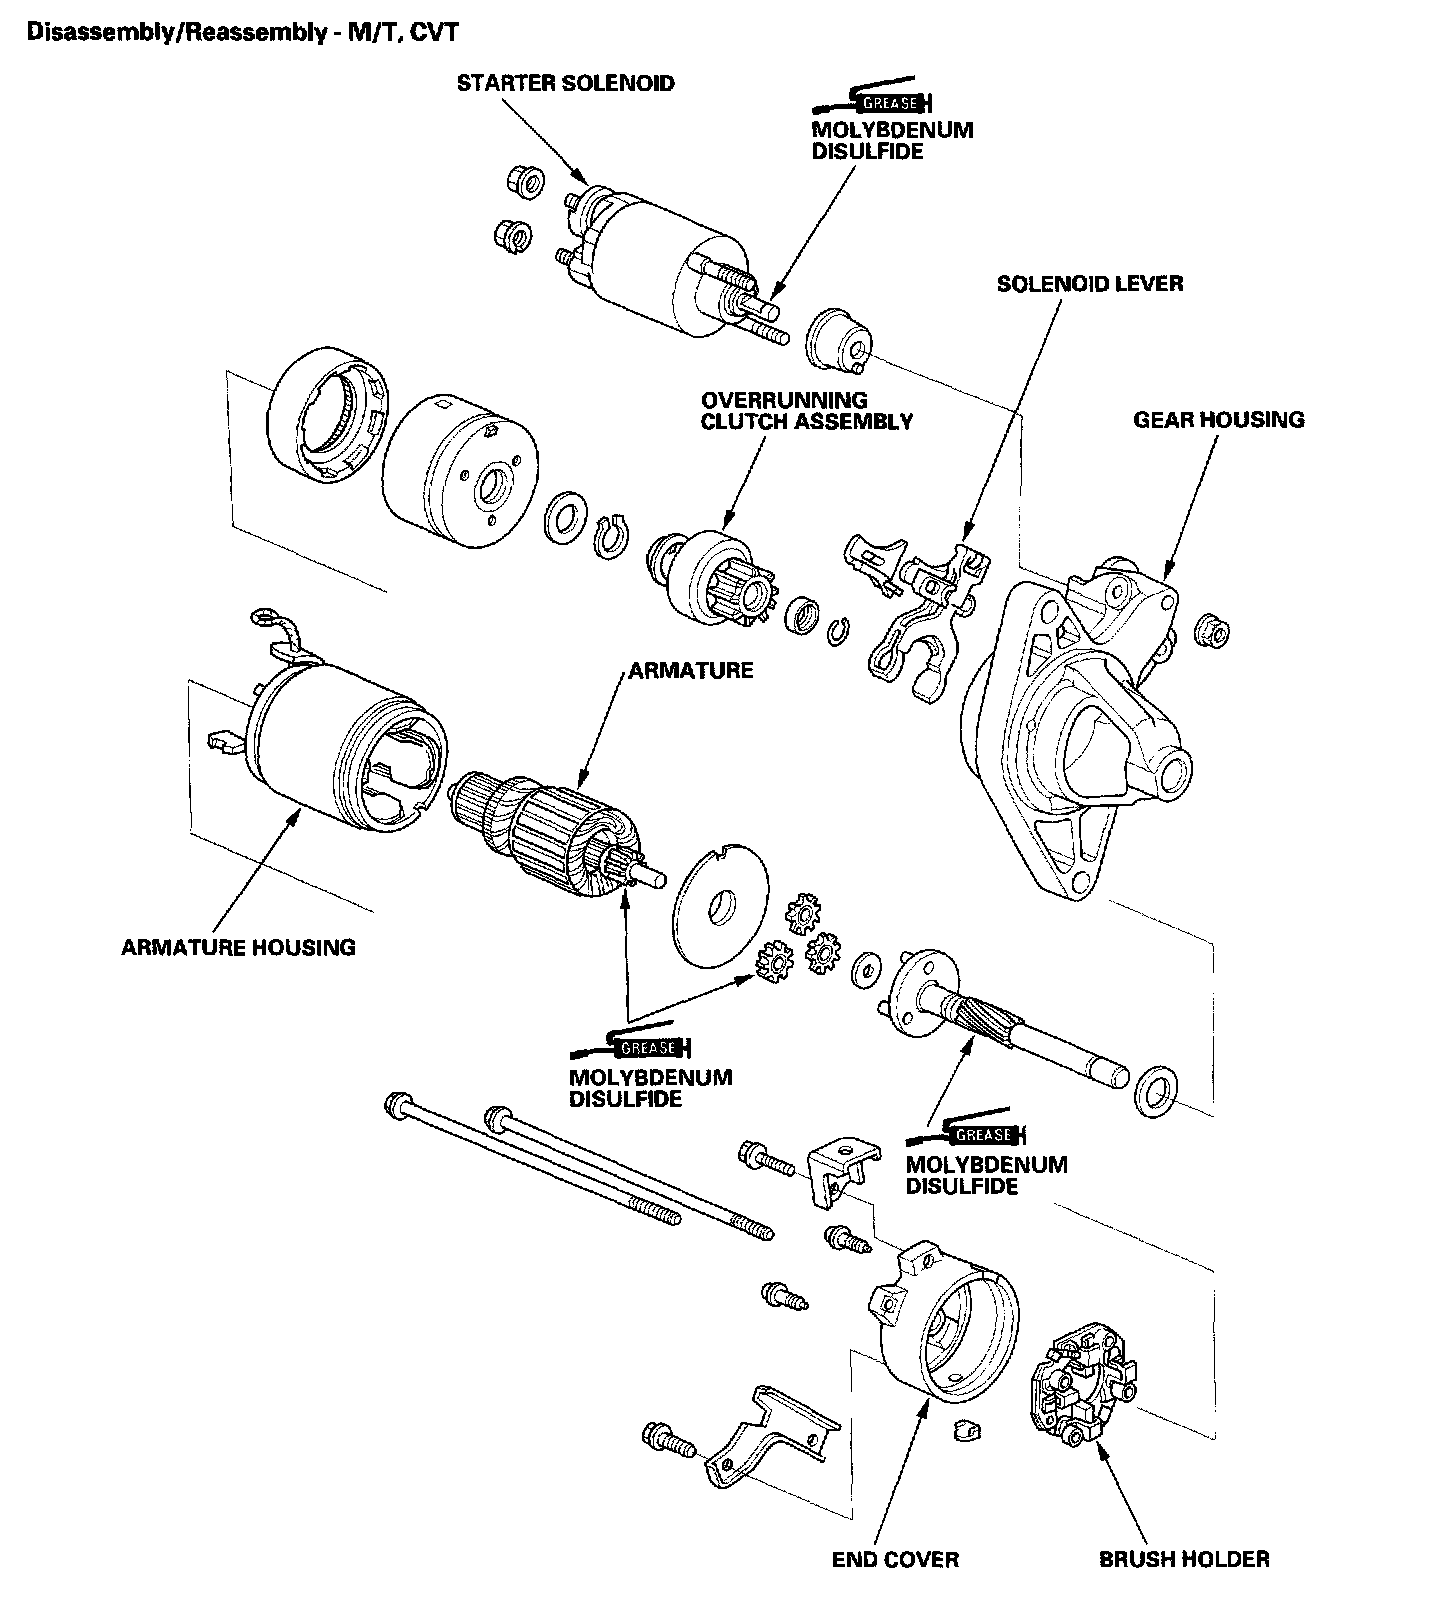 Disassembly/Reassembly - M/T, CVT
STARTER SOLENOID
GREASE
MOLYBDENUM
DISULFIDE
SOLENOID LEVER
OVERRUNNING
CLUTCH ASSEMBLY
GEAR HOUSING
ARMATURE
ARMATURE HOUSING
GREASE
MOLYBDENUM
DISULFIDE
GREASE
MOLYBDENUM
DISULFIDE
END COVER
BRUSH HOLDER